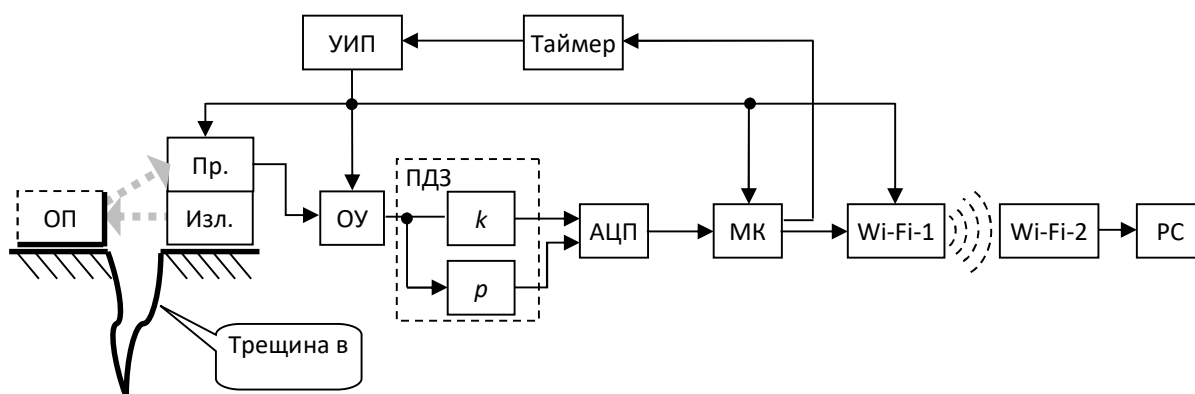 УИП
Таймер
Пр.
ОП
Изл.
ОУ
ПДЗ
k
p
АЦП
МК
Wi-Fi-1
Wi-Fi-2
PC
Трещина в